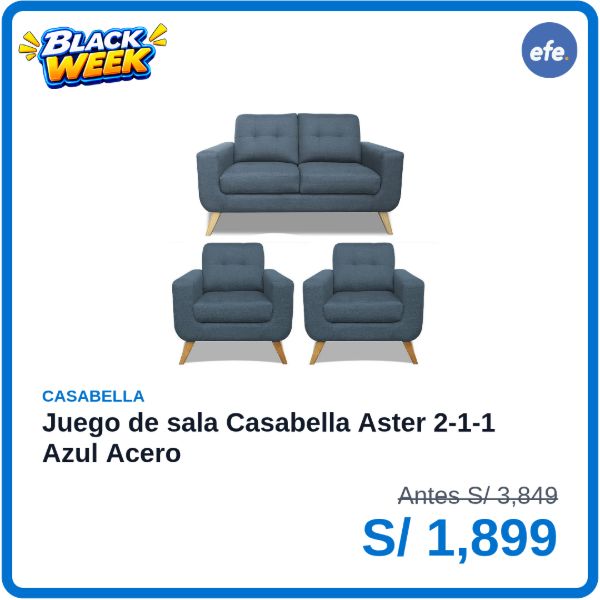 BLACK
WEEK
efe.
CASABELLA
Juego de sala Casabella Aster 2-1-1
Azul Acero
Antes S/ 3,849
S/ 1,899